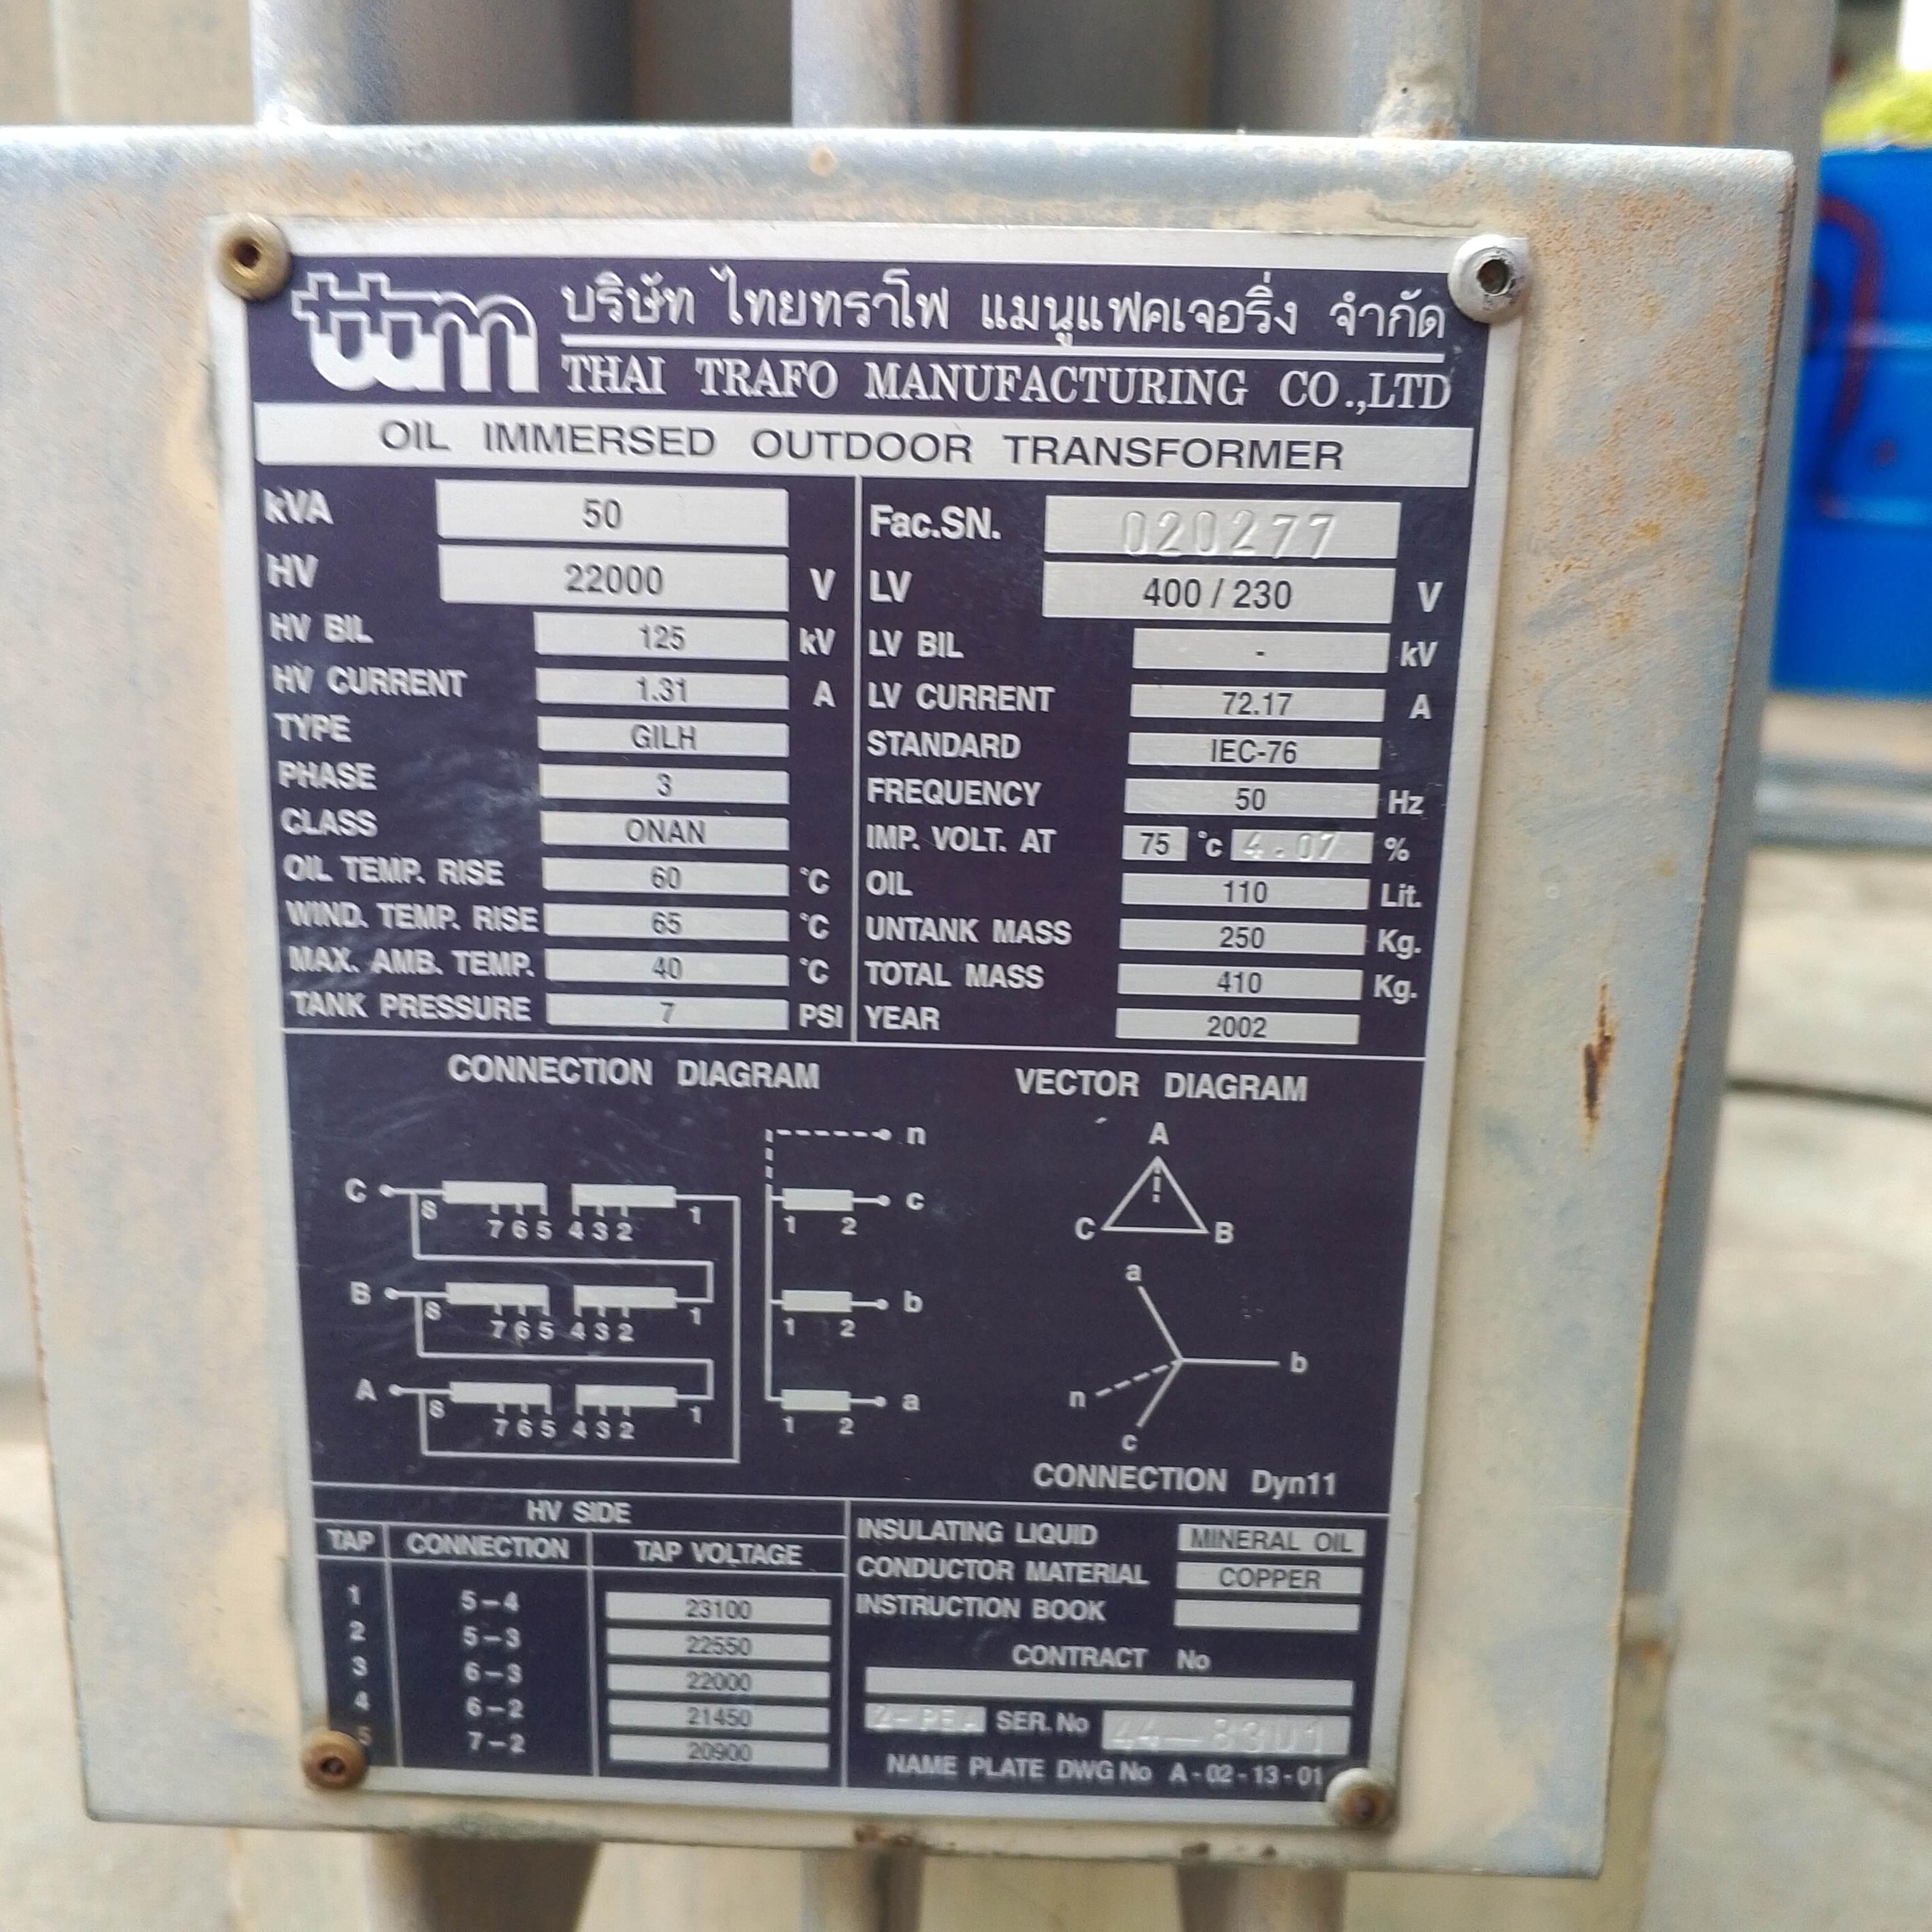 ttm
บริษัท ไทยทราโฟ แมนูแฟคเจอริ่ง จำกัด
THAI TRAFO MANUFACTURING CO.,LTD
OIL IMMERSED OUTDOOR TRANSFORMER
kVA 50 Fac.SN. 020277
HV 22000 V LV 400 / 230 V
HV BIL 125 kV LV BIL - kV
HV CURRENT 1.31 A LV CURRENT 72.17 A
TYPE GILH STANDARD IEC-76
PHASE 3 FREQUENCY 50 Hz
CLASS ONAN IMP. VOLT. AT 75 °c 4.07 %
OIL TEMP. RISE 60 °C OIL 110 Lit.
WIND. TEMP. RISE 65 °C UNTANK MASS 250 Kg.
MAX. AMB. TEMP. 40 °C TOTAL MASS 410 Kg.
TANK PRESSURE 7 PSI YEAR 2002
CONNECTION DIAGRAM
n
C 8 7 6 5 4 3 2 1 1 2 c
B 8 7 6 5 4 3 2 1 1 2 b
A 8 7 6 5 4 3 2 1 1 2 a
VECTOR DIAGRAM
A
C B
a
b
n
c
CONNECTION Dyn11
HV SIDE
TAP CONNECTION TAP VOLTAGE
1 5-4 23100
2 5-3 22550
3 6-3 22000
4 6-2 21450
5 7-2 20900
INSULATING LIQUID MINERAL OIL
CONDUCTOR MATERIAL COPPER
INSTRUCTION BOOK
CONTRACT No
2-PEA SER. No
NAME PLATE DWG No A-02-13-01